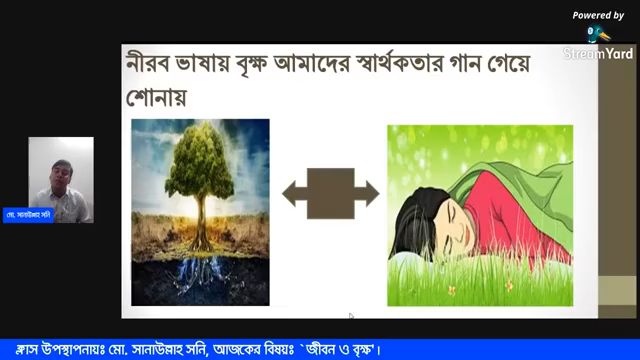 Powered by
StreamYard
নীরব ভাষায় বৃক্ষ আমাদের স্বার্থকতার গান গেয়ে
শোনায়
মো. সানাউল্লাহ সনি
ক্লাস উপস্থাপনায়ঃ মো. সানাউল্লাহ সনি, আজকের বিষয়ঃ `জীবন ও বৃক্ষ'।